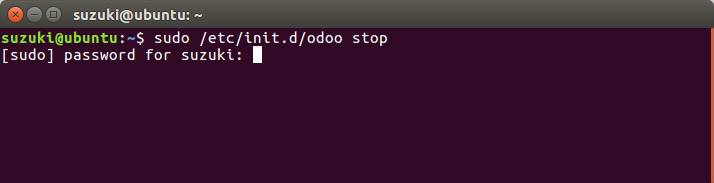 suzuki@ubuntu: ~
suzuki@ubuntu:~$ sudo /etc/init.d/odoo stop
[sudo] password for suzuki: